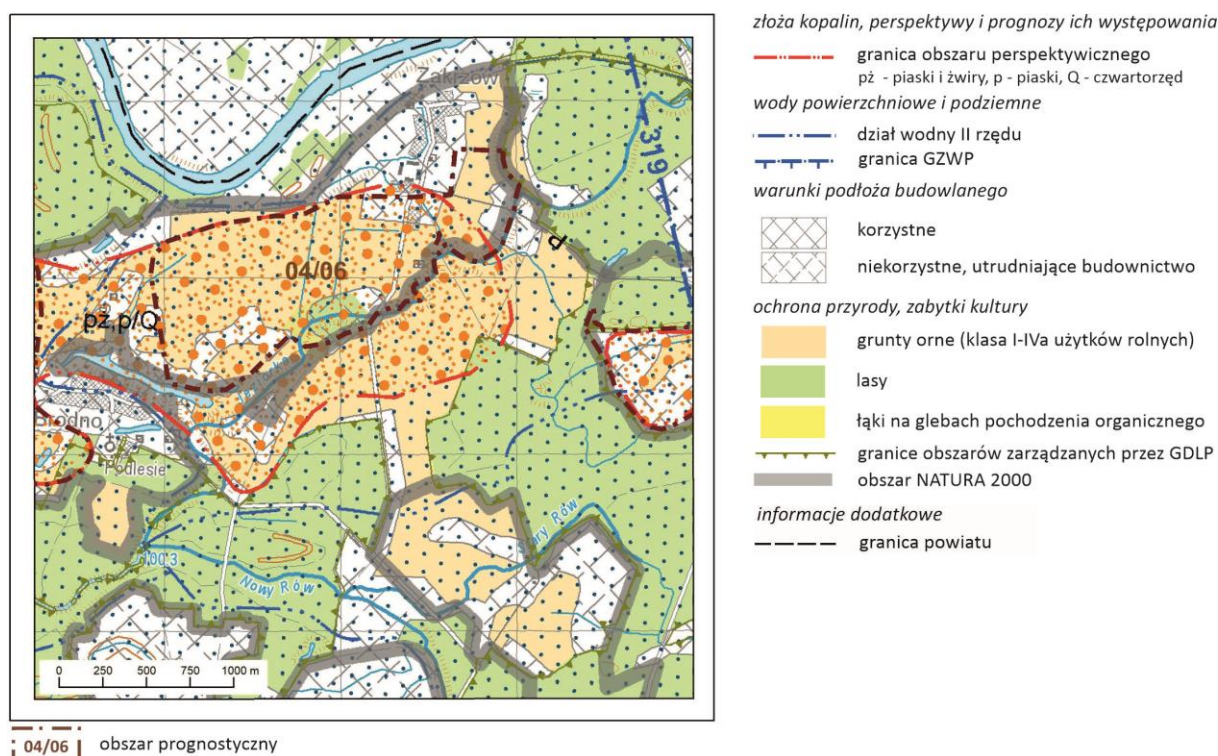 Zakrzów
3191
04/06
p
pż,p/Q
Środno
Podlesie
100.3
Nowy Rów
Stary Rów
0 250 500 750 1000 m
04/06 obszar prognostyczny
złoża kopalin, perspektywy i prognozy ich występowania
granica obszaru perspektywicznego
pż - piaski i żwiry, p - piaski, Q - czwartorzęd
wody powierzchniowe i podziemne
dział wodny II rzędu
granica GZWP
warunki podłoża budowlanego
korzystne
niekorzystne, utrudniające budownictwo
ochrona przyrody, zabytki kultury
grunty orne (klasa I-IVa użytków rolnych)
lasy
łąki na glebach pochodzenia organicznego
granice obszarów zarządzanych przez GDLP
obszar NATURA 2000
informacje dodatkowe
granica powiatu